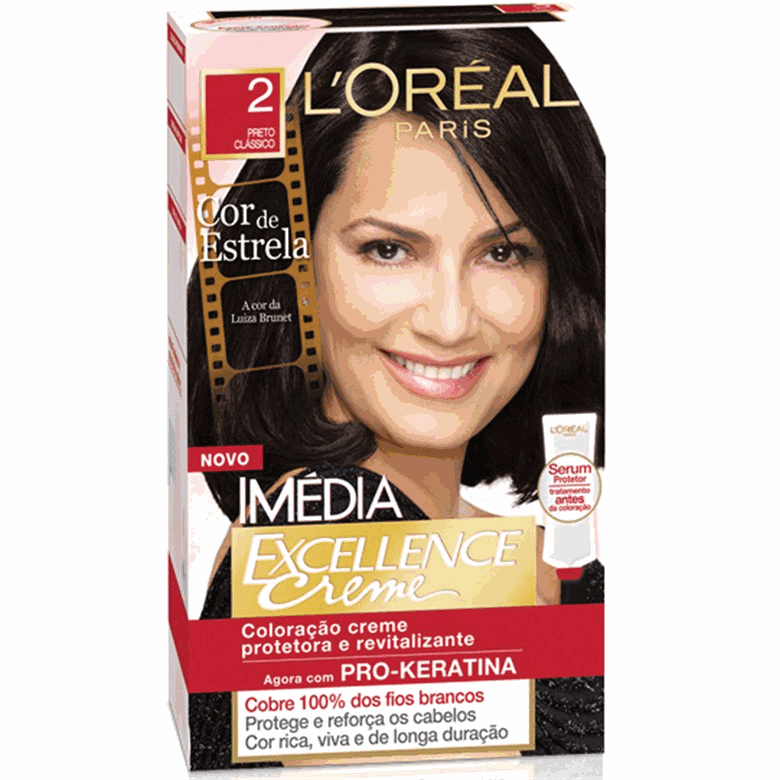 2
PRETO
CLÁSSICO
L'ORÉAL
PARIS
Cor de
Estrela
A cor da
Luiza Brunet
NOVO
IMÉDIA
EXCELLENCE
Creme
L'ORÉAL
PARIS
Serum
Protetor
tratamento
antes
da coloração
Coloração creme
protetora e revitalizante
Agora com PRO-KERATINA
Cobre 100% dos fios brancos
Protege e reforça os cabelos
Cor rica, viva e de longa duração